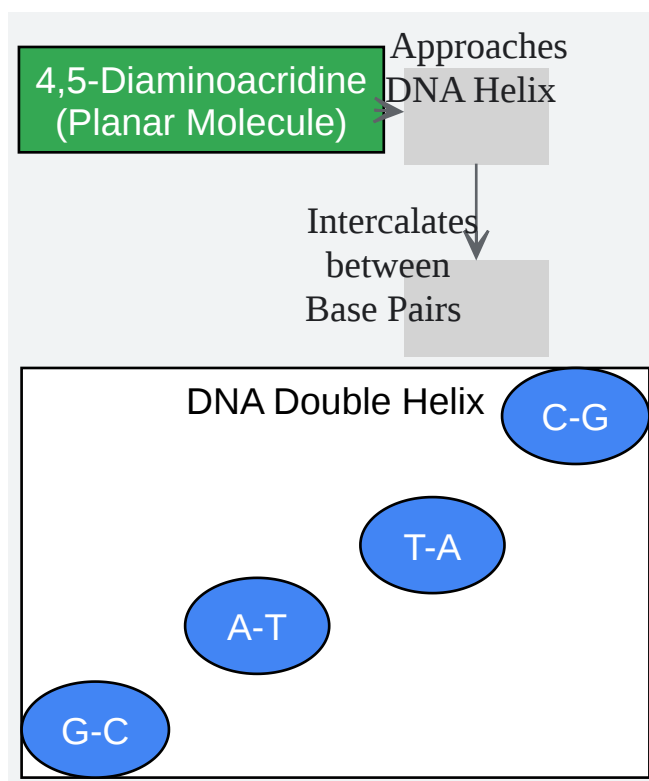 4,5-Diaminoacridine
(Planar Molecule)
Approaches
DNA Helix
Intercalates
between
Base Pairs
DNA Double Helix
C-G
T-A
A-T
G-C